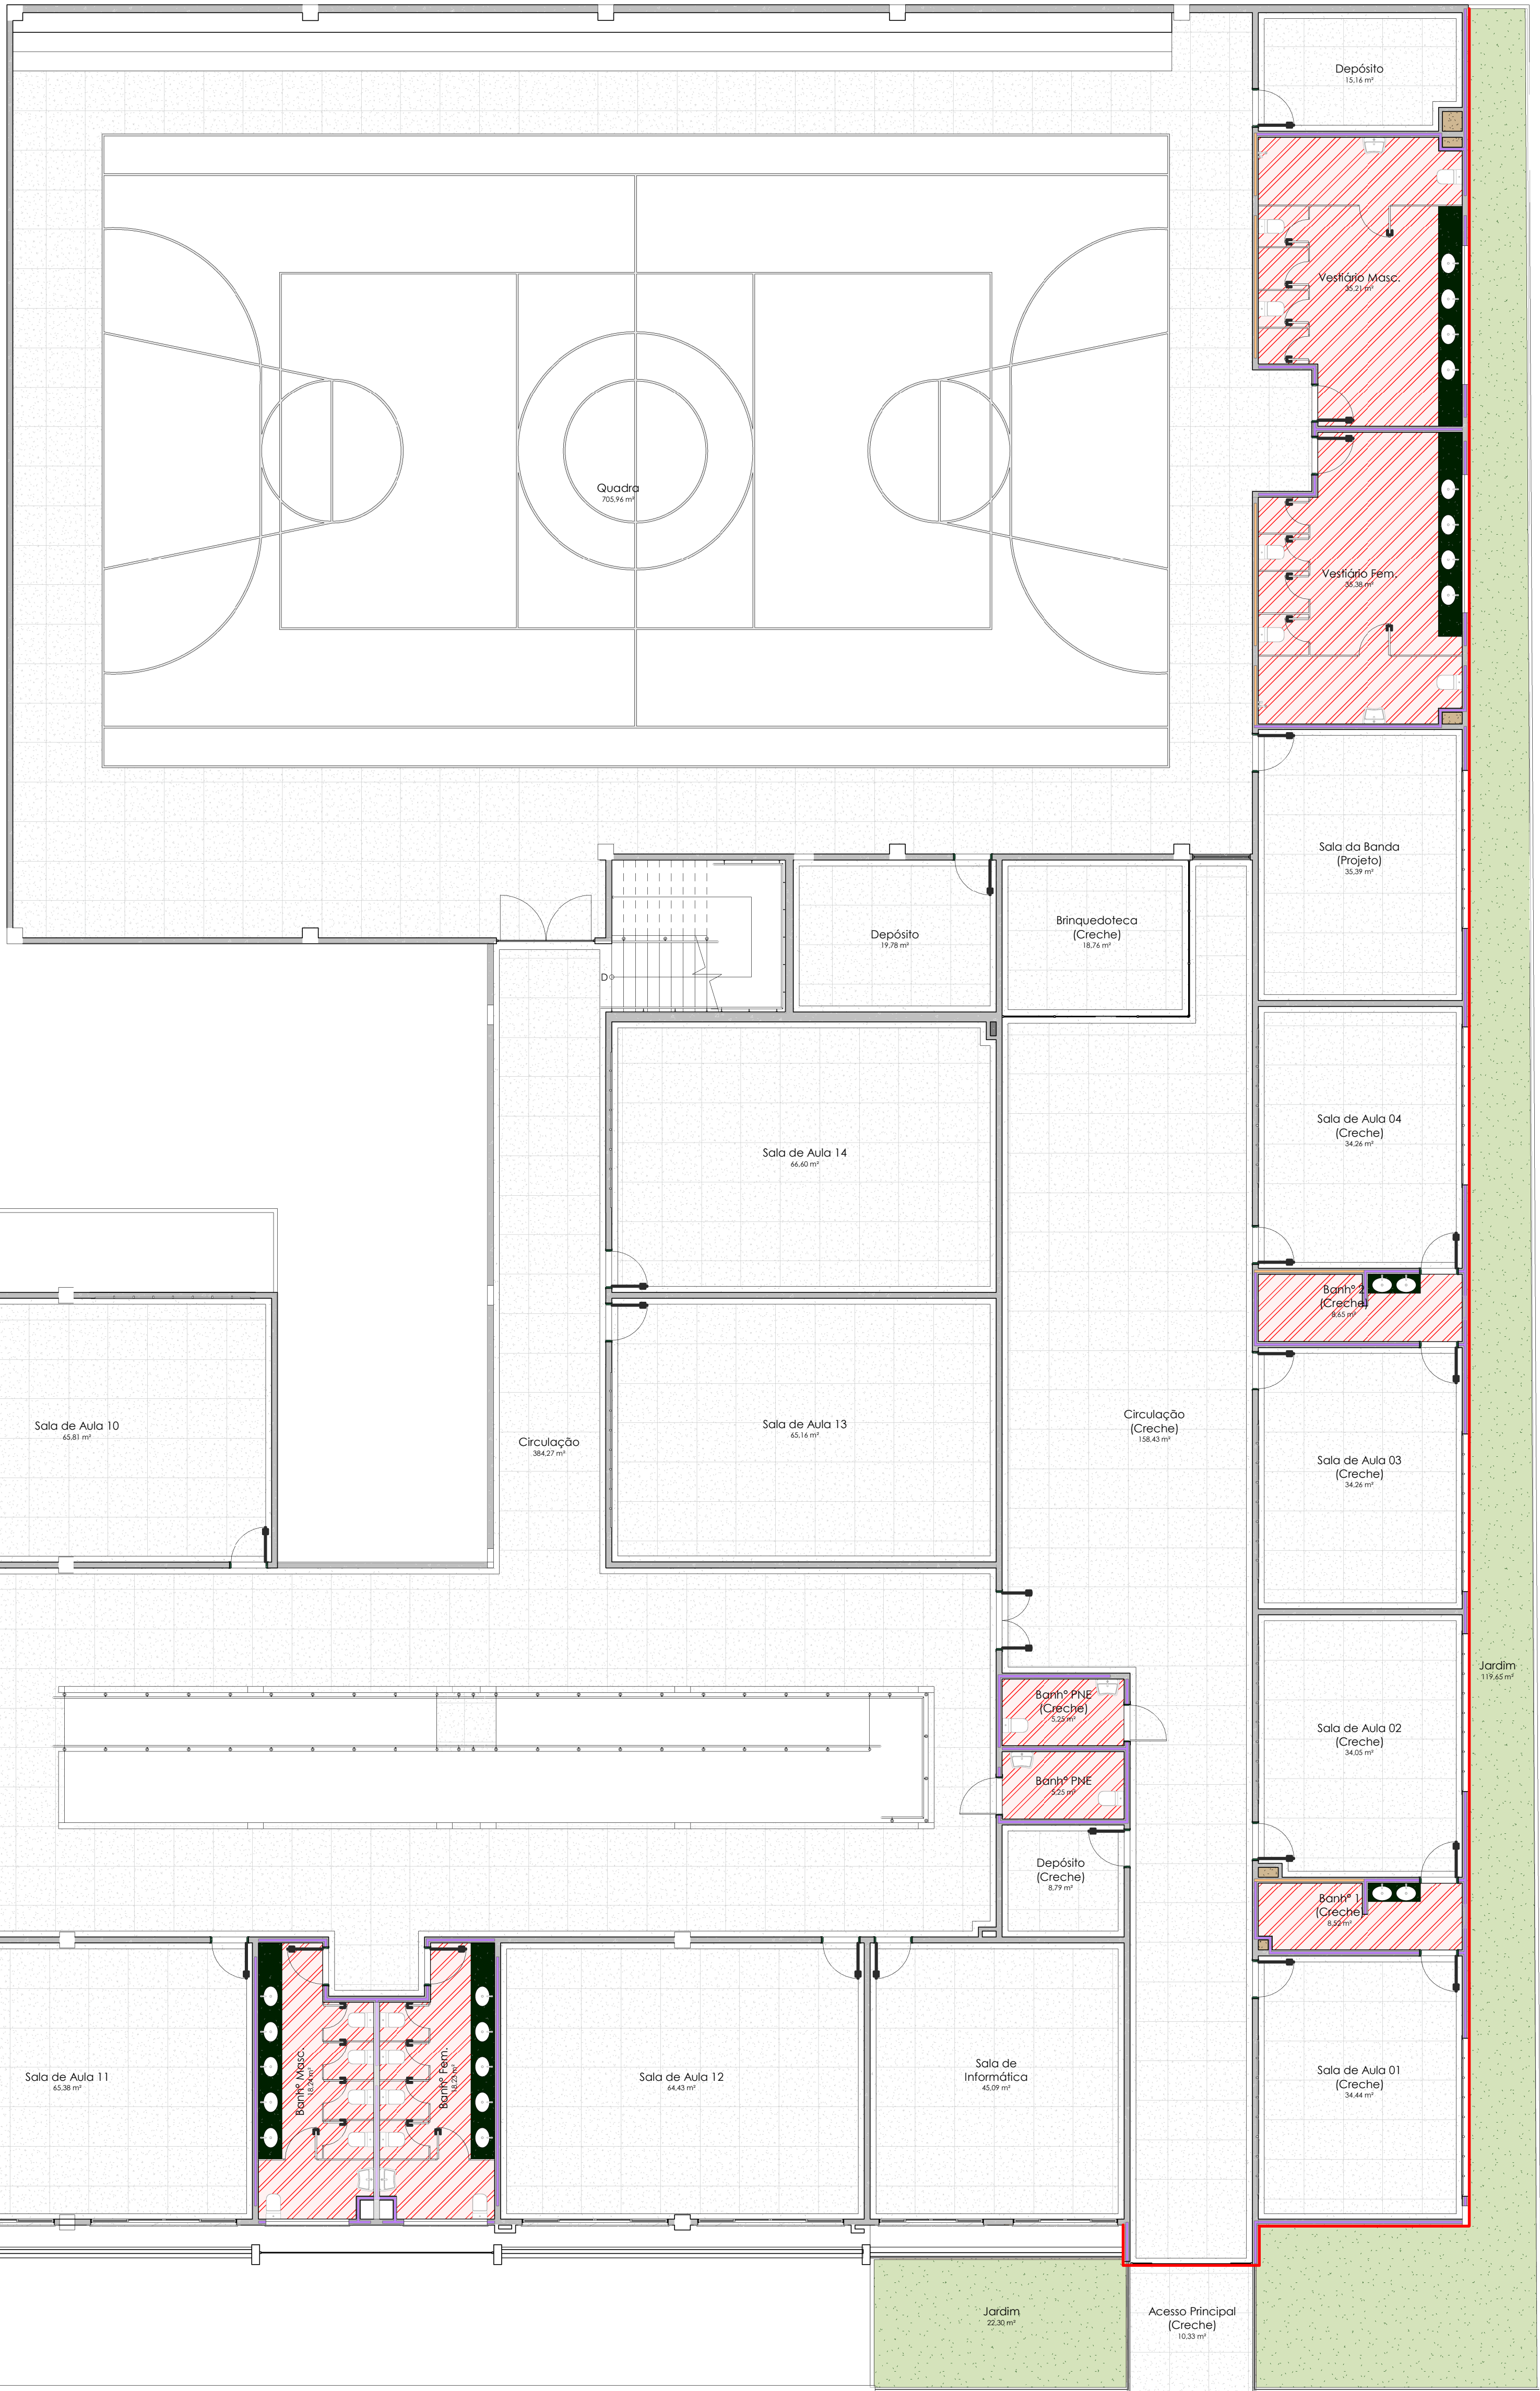 Depósito
15,16 m²
Vestiário Masc.
35,21 m²
Quadra
705,96 m²
Vestiário Fem.
35,38 m²
Sala da Banda
(Projeto)
35,39 m²
Depósito
19,78 m²
Brinquedoteca
(Creche)
18,76 m²
D
Sala de Aula 14
66,60 m²
Sala de Aula 04
(Creche)
34,26 m²
Banhº 2
(Creche)
8,65 m²
Sala de Aula 10
65,81 m²
Circulação
384,27 m²
Sala de Aula 13
65,16 m²
Circulação
(Creche)
158,43 m²
Sala de Aula 03
(Creche)
34,26 m²
Jardim
119,65 m²
Banhº PNE
(Creche)
5,25 m²
Sala de Aula 02
(Creche)
34,05 m²
Banhº PNE
5,25 m²
Depósito
(Creche)
8,79 m²
Banhº 1
(Creche)
8,52 m²
Sala de Aula 11
65,38 m²
Banhº Masc.
18,24 m²
Banhº Fem.
18,23 m²
Sala de Aula 12
64,43 m²
Sala de
Informática
45,09 m²
Sala de Aula 01
(Creche)
34,44 m²
Jardim
22,30 m²
Acesso Principal
(Creche)
10,33 m²